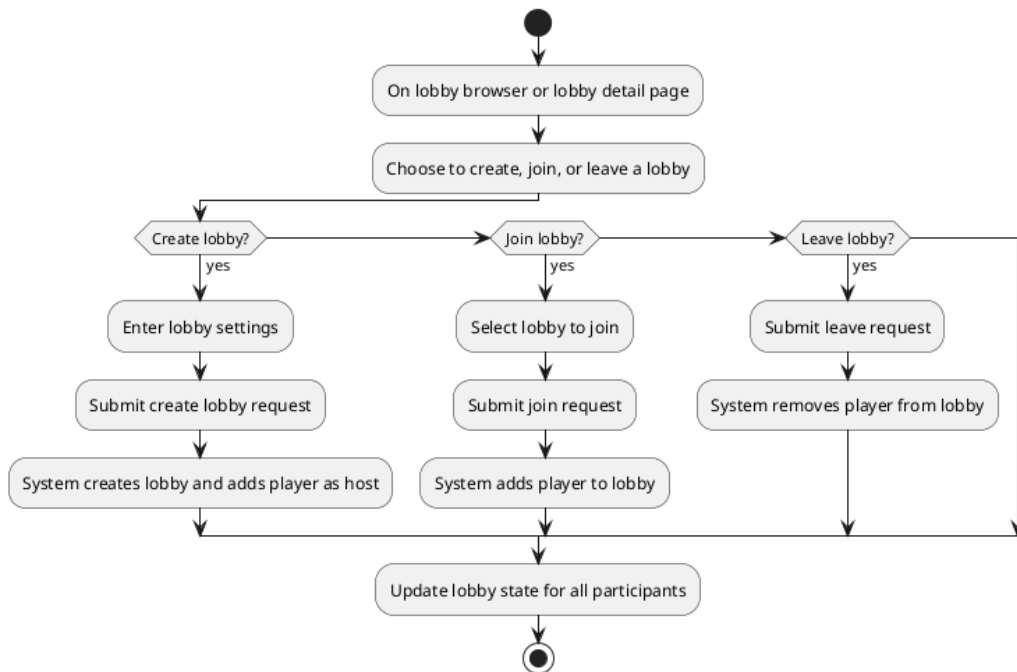 On lobby browser or lobby detail page
Choose to create, join, or leave a lobby
Create lobby?
Join lobby?
Leave lobby?
yes
yes
yes
Enter lobby settings
Select lobby to join
Submit leave request
Submit create lobby request
Submit join request
System removes player from lobby
System creates lobby and adds player as host
System adds player to lobby
Update lobby state for all participants